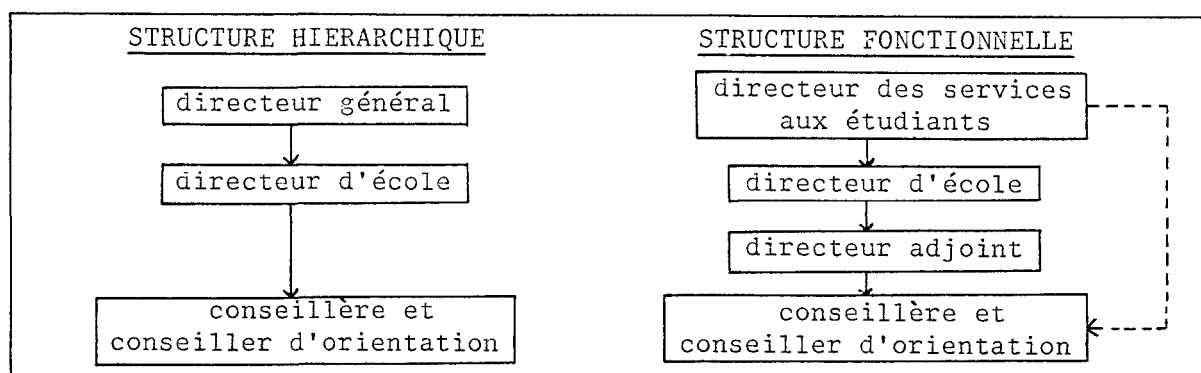 STRUCTURE HIERARCHIQUE
directeur général
directeur d'école
conseillère et
conseiller d'orientation
STRUCTURE FONCTIONNELLE
directeur des services
aux étudiants
directeur d'école
directeur adjoint
conseillère et
conseiller d'orientation